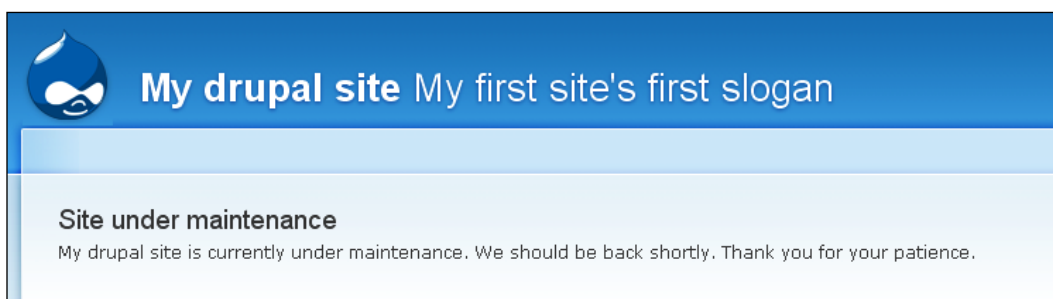 My drupal site My first site's first slogan
Site under maintenance
My drupal site is currently under maintenance. We should be back shortly. Thank you for your patience.